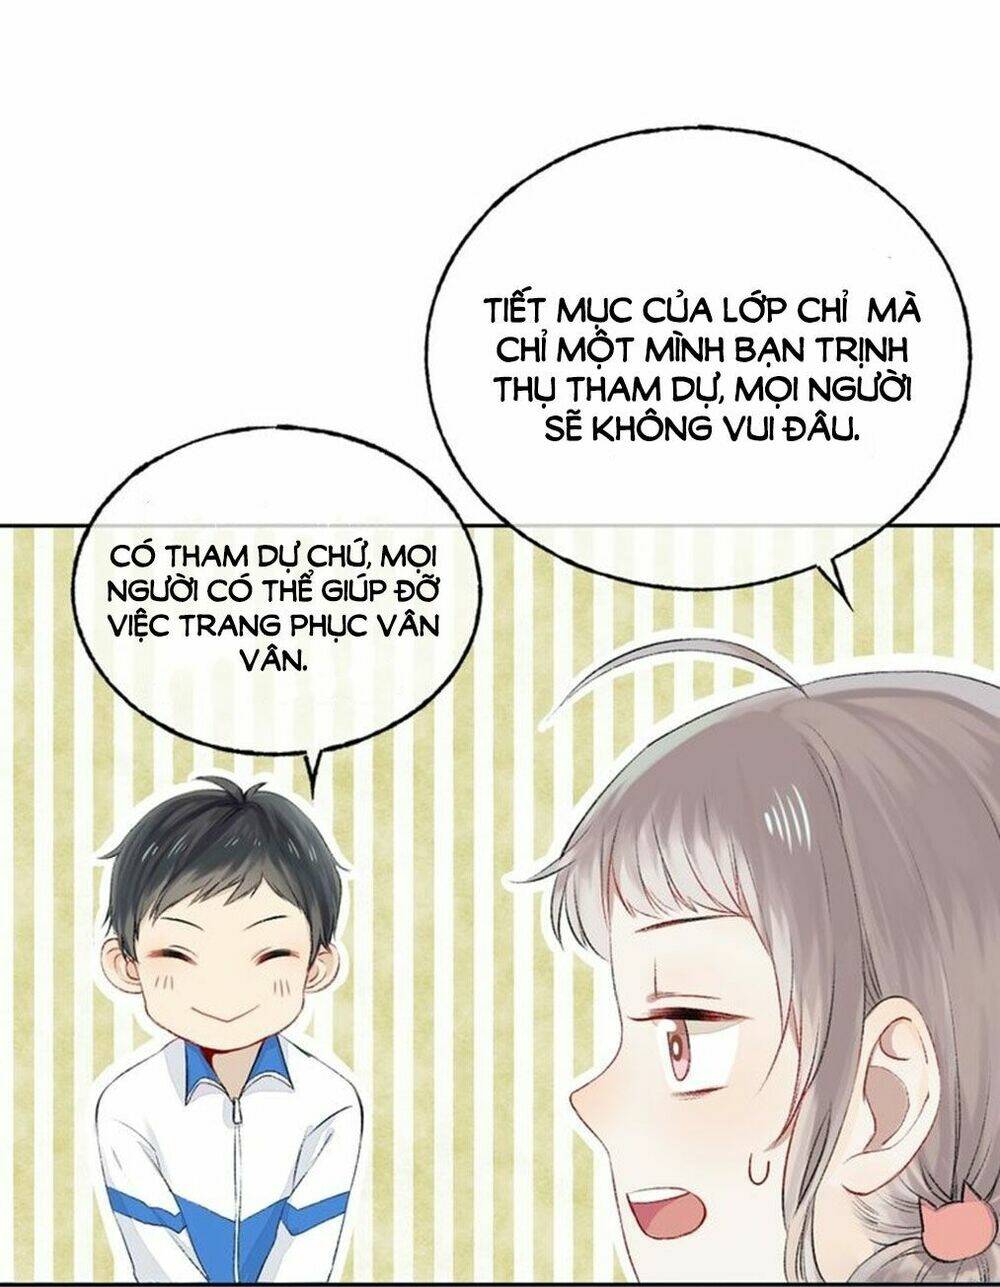 TIẾT MỤC CỦA LỚP CHỈ MÀ
CHỈ MỘT MÌNH BẠN TRỊNH
THỤ THAM DỰ, MỌI NGƯỜI
SẼ KHÔNG VUI ĐÂU.
CÓ THAM DỰ CHỨ, MỌI
NGƯỜI CÓ THỂ GIÚP ĐỠ
VIỆC TRANG PHỤC VÂN
VÂN.